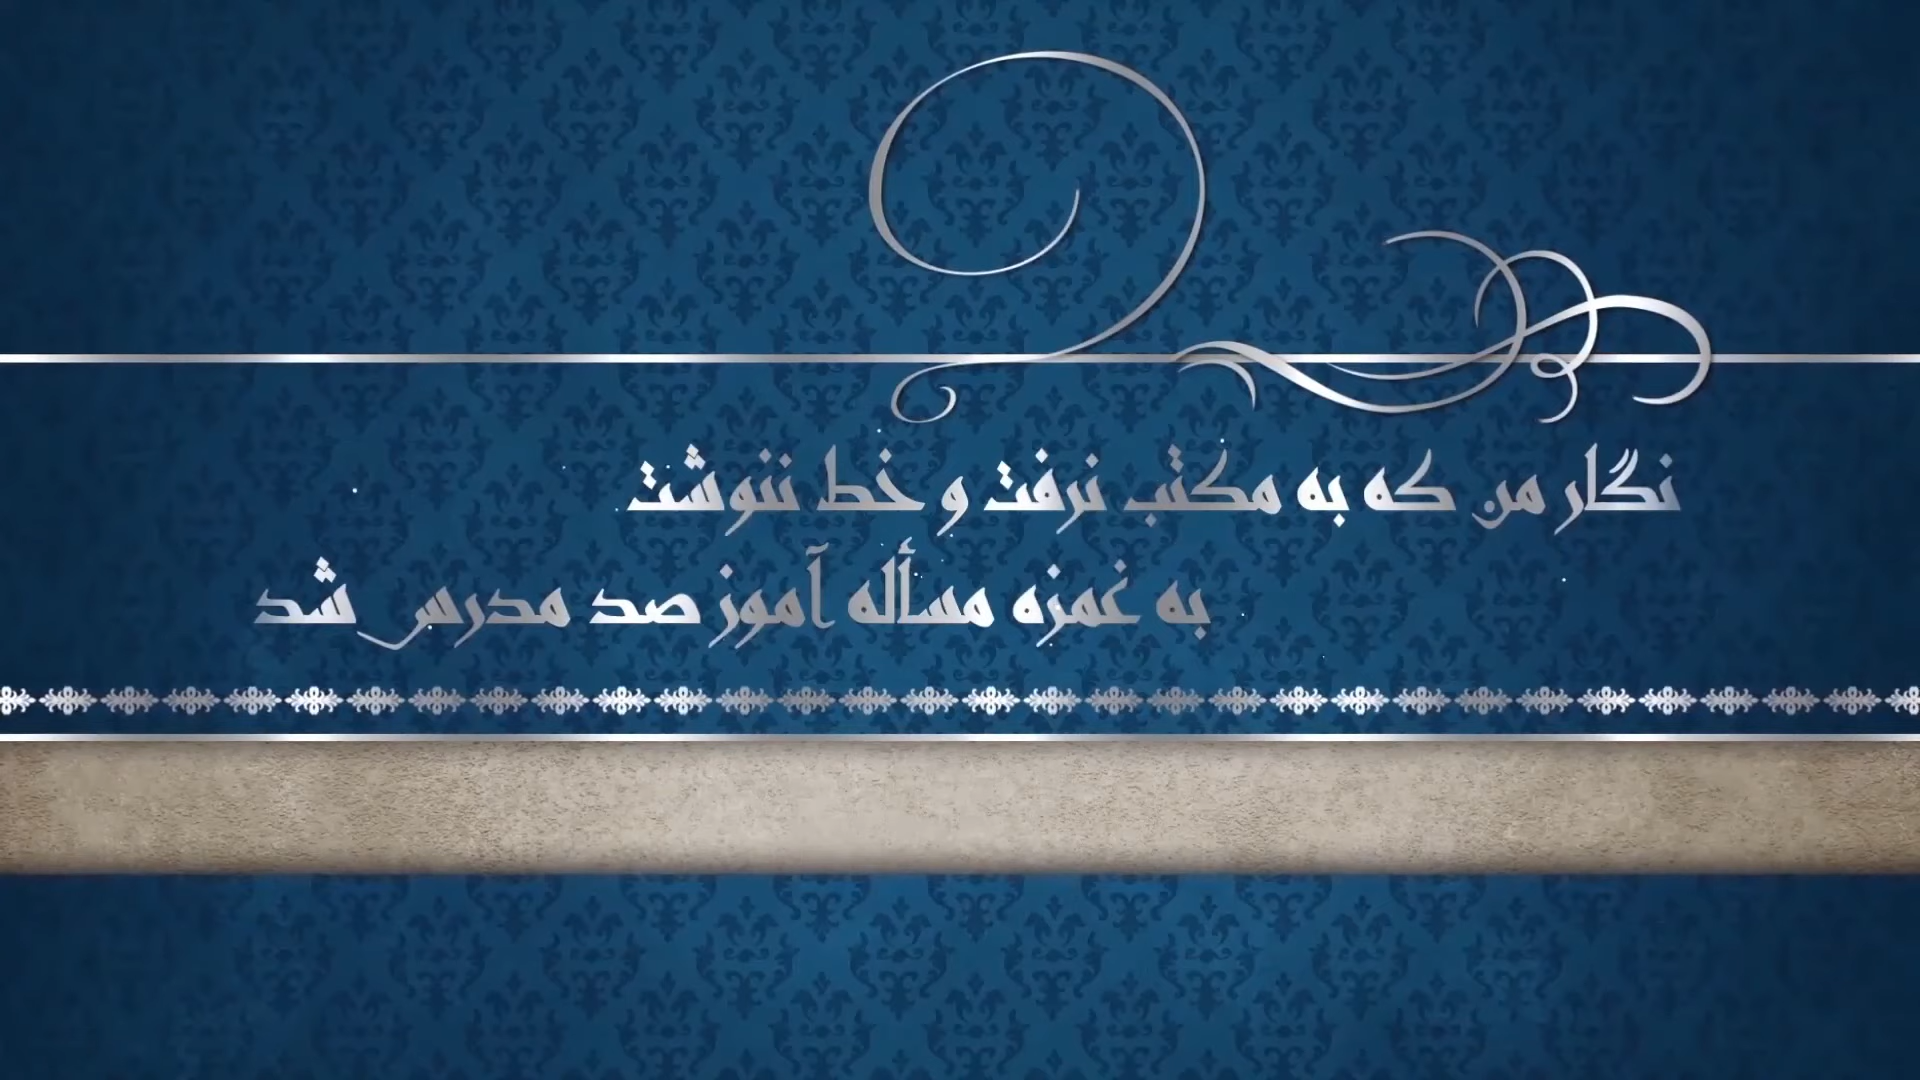 نگار من که به مکتب نرفت و خط ننوشت
به غمزه مسأله آموز صد مدرس شد